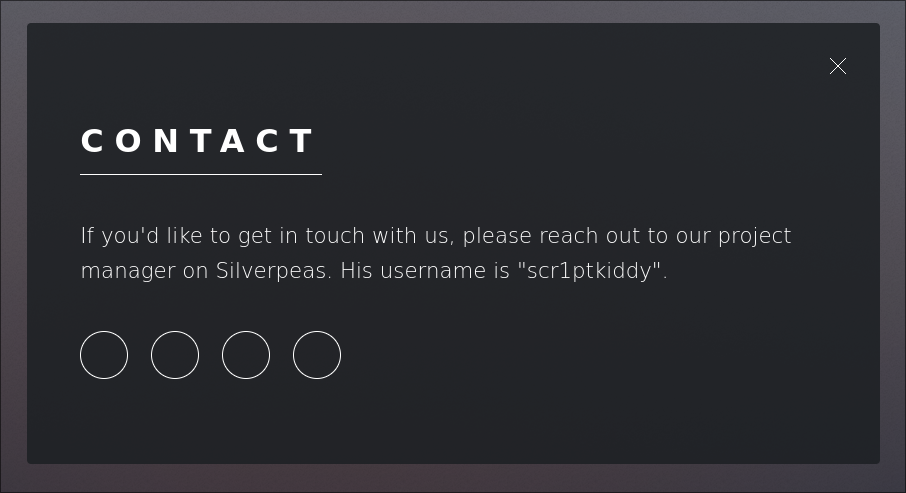 CONTACT
If you'd like to get in touch with us, please reach out to our project
manager on Silverpeas. His username is "scr1ptkiddy".